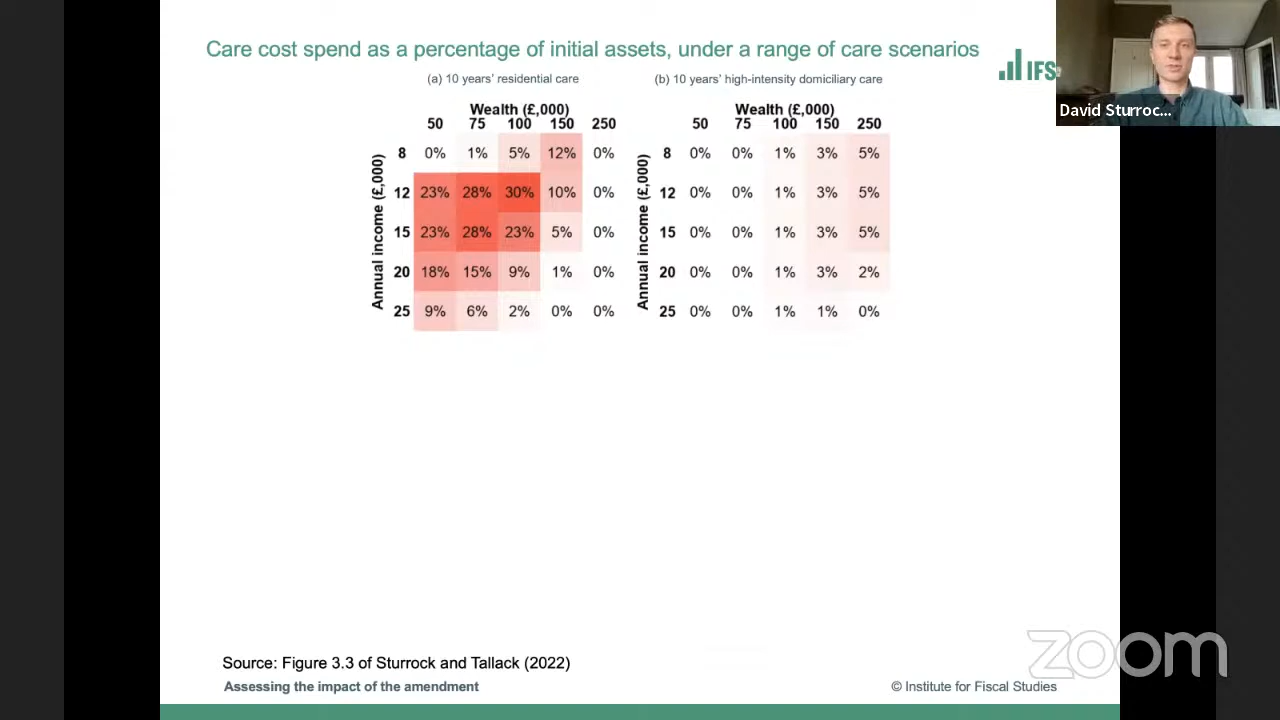 Care cost spend as a percentage of initial assets, under a range of care scenarios
IFS
David Sturroc...
(a) 10 years' residential care
Wealth (£,000)
50 75 100 150 250
Annual income (£,000)
8 0% 1% 5% 12% 0%
12 23% 28% 30% 10% 0%
15 23% 28% 23% 5% 0%
20 18% 15% 9% 1% 0%
25 9% 6% 2% 0% 0%
(b) 10 years' high-intensity domiciliary care
Wealth (£,000)
50 75 100 150 250
Annual income (£,000)
8 0% 0% 1% 3% 5%
12 0% 0% 1% 3% 5%
15 0% 0% 1% 3% 5%
20 0% 0% 1% 3% 2%
25 0% 0% 1% 1% 0%
Source: Figure 3.3 of Sturrock and Tallack (2022)
Assessing the impact of the amendment
© Institute for Fiscal Studies
zoom